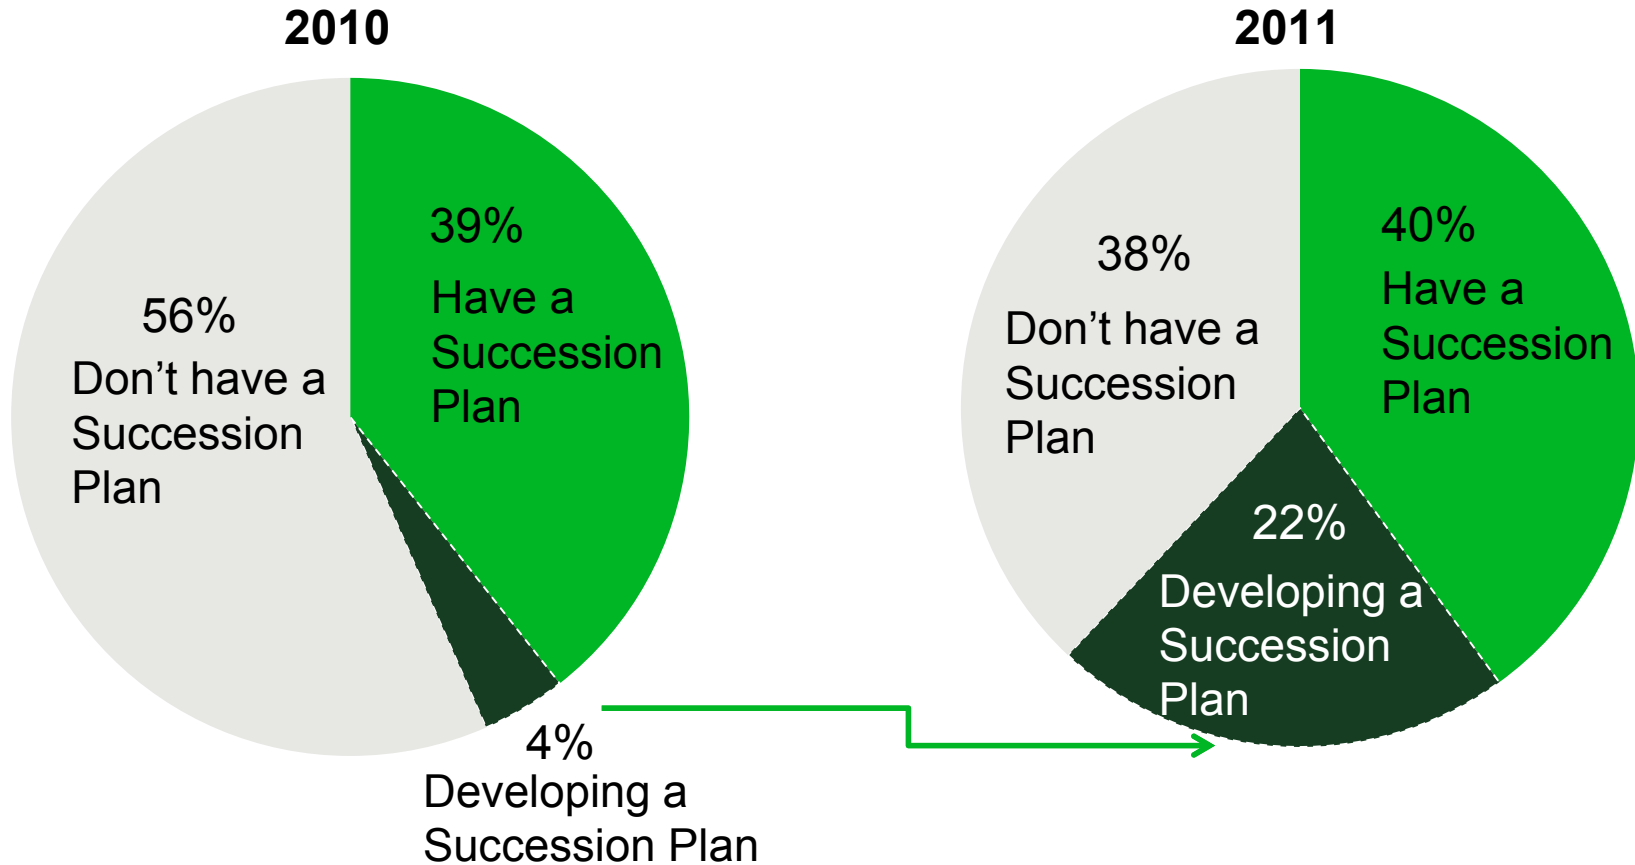 2010
39%
Have a
Succession
Plan
56%
Don’t have a
Succession
Plan
4%
Developing a
Succession Plan
2011
40%
Have a
Succession
Plan
38%
Don’t have a
Succession
Plan
22%
Developing a
Succession
Plan